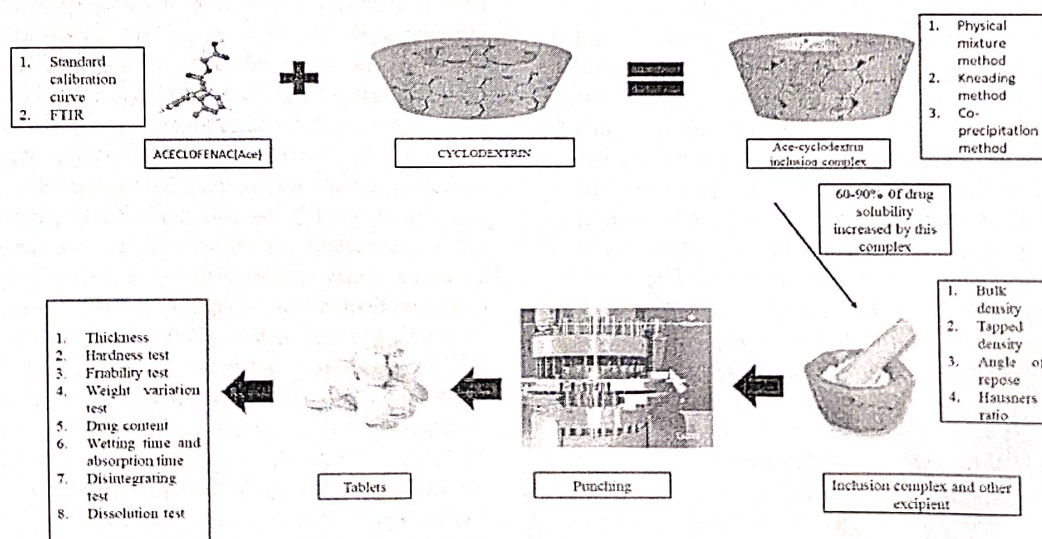 1. Standard
calibration
curve
2. FTIR
ACECLOFENAC(Ace)
CYCLODEXTRIN
Ace-cyclodextrin
inclusion complex
1. Physical
mixture
method
2. Kneading
method
3. Co-
precipitation
method
60-90% Of drug
solubility
increased by this
complex
1. Bulk
density
2. Tapped
density
3. Angle of
repose
4. Hausners
ratio
Inclusion complex and other
excipient
Punching
Tablets
1. Thickness
2. Hardness test
3. Friability test
4. Weight variation
test
5. Drug content
6. Wetting time and
absorption time
7. Disintegrating
test
8. Dissolution test